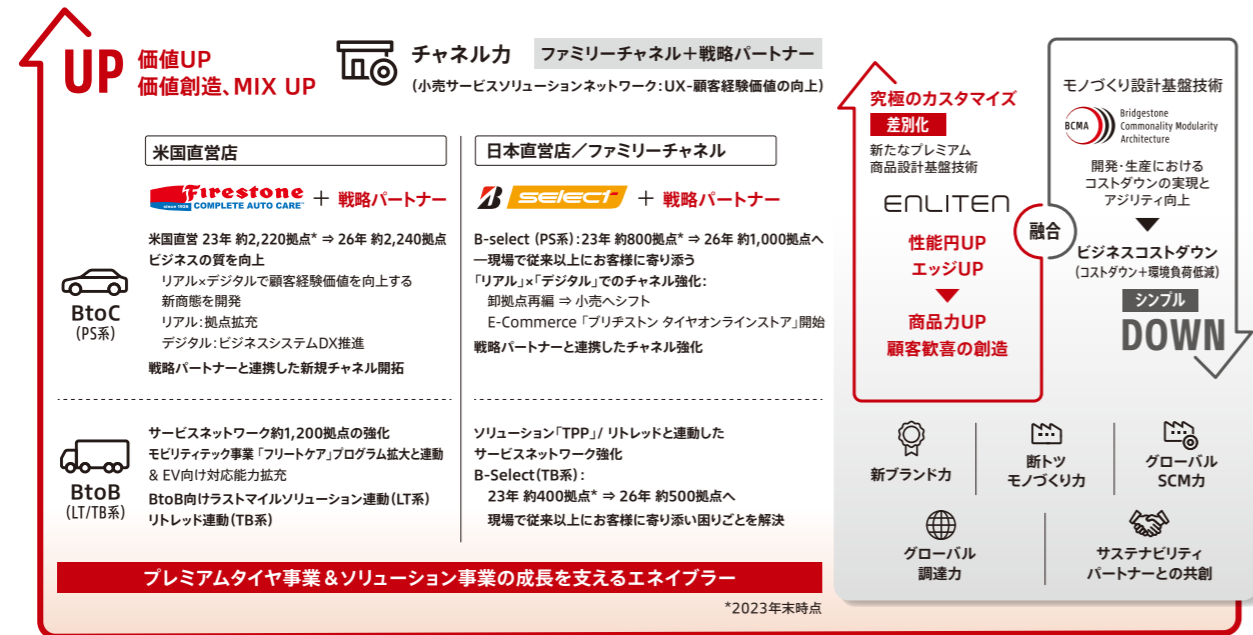 UP
価値UP
価値創造、MIX UP
チャネル力
ファミリーチャネル＋戦略パートナー
(小売サービスソリューションネットワーク：UX-顧客経験価値の向上)
米国直営店
Firestone
since 1926
COMPLETE AUTO CARE
＋ 戦略パートナー
BtoC
(PS系)
米国直営 23年 約2,220拠点* ⇒ 26年 約2,240拠点
ビジネスの質を向上
リアル×デジタルで顧客経験価値を向上する
新商態を開発
リアル：拠点拡充
デジタル：ビジネスシステムDX推進
戦略パートナーと連携した新規チャネル開拓
日本直営店／ファミリーチャネル
B select
＋ 戦略パートナー
B-select (PS系)：23年 約800拠点* ⇒ 26年 約1,000拠点へ
―現場で従来以上にお客様に寄り添う
「リアル」×「デジタル」でのチャネル強化：
卸拠点再編 ⇒ 小売へシフト
E-Commerce 「ブリヂストン タイヤオンラインストア」開始
戦略パートナーと連携したチャネル強化
BtoB
(LT/TB系)
サービスネットワーク約1,200拠点の強化
モビリティテック事業 「フリートケア」プログラム拡大と連動
& EV向け対応能力拡充
BtoB向けラストマイルソリューション連動(LT系)
リトレッド連動(TB系)
ソリューション「TPP」/ リトレッドと連動した
サービスネットワーク強化
B-Select(TB系)：
23年 約400拠点* ⇒ 26年 約500拠点へ
現場で従来以上にお客様に寄り添い困りごとを解決
プレミアムタイヤ事業＆ソリューション事業の成長を支えるエネイブラー
*2023年末時点
究極のカスタマイズ
差別化
新たなプレミアム
商品設計基盤技術
ENLITEN
性能円UP
エッジUP
商品力UP
顧客歓喜の創造
融合
モノづくり設計基盤技術
BCMA
Bridgestone
Commonality Modularity
Architecture
開発・生産における
コストダウンの実現と
アジリティ向上
ビジネスコストダウン
(コストダウン＋環境負荷低減)
シンプル
DOWN
新ブランド力
断トツ
モノづくり力
グローバル
SCM力
グローバル
調達力
サステナビリティ
パートナーとの共創